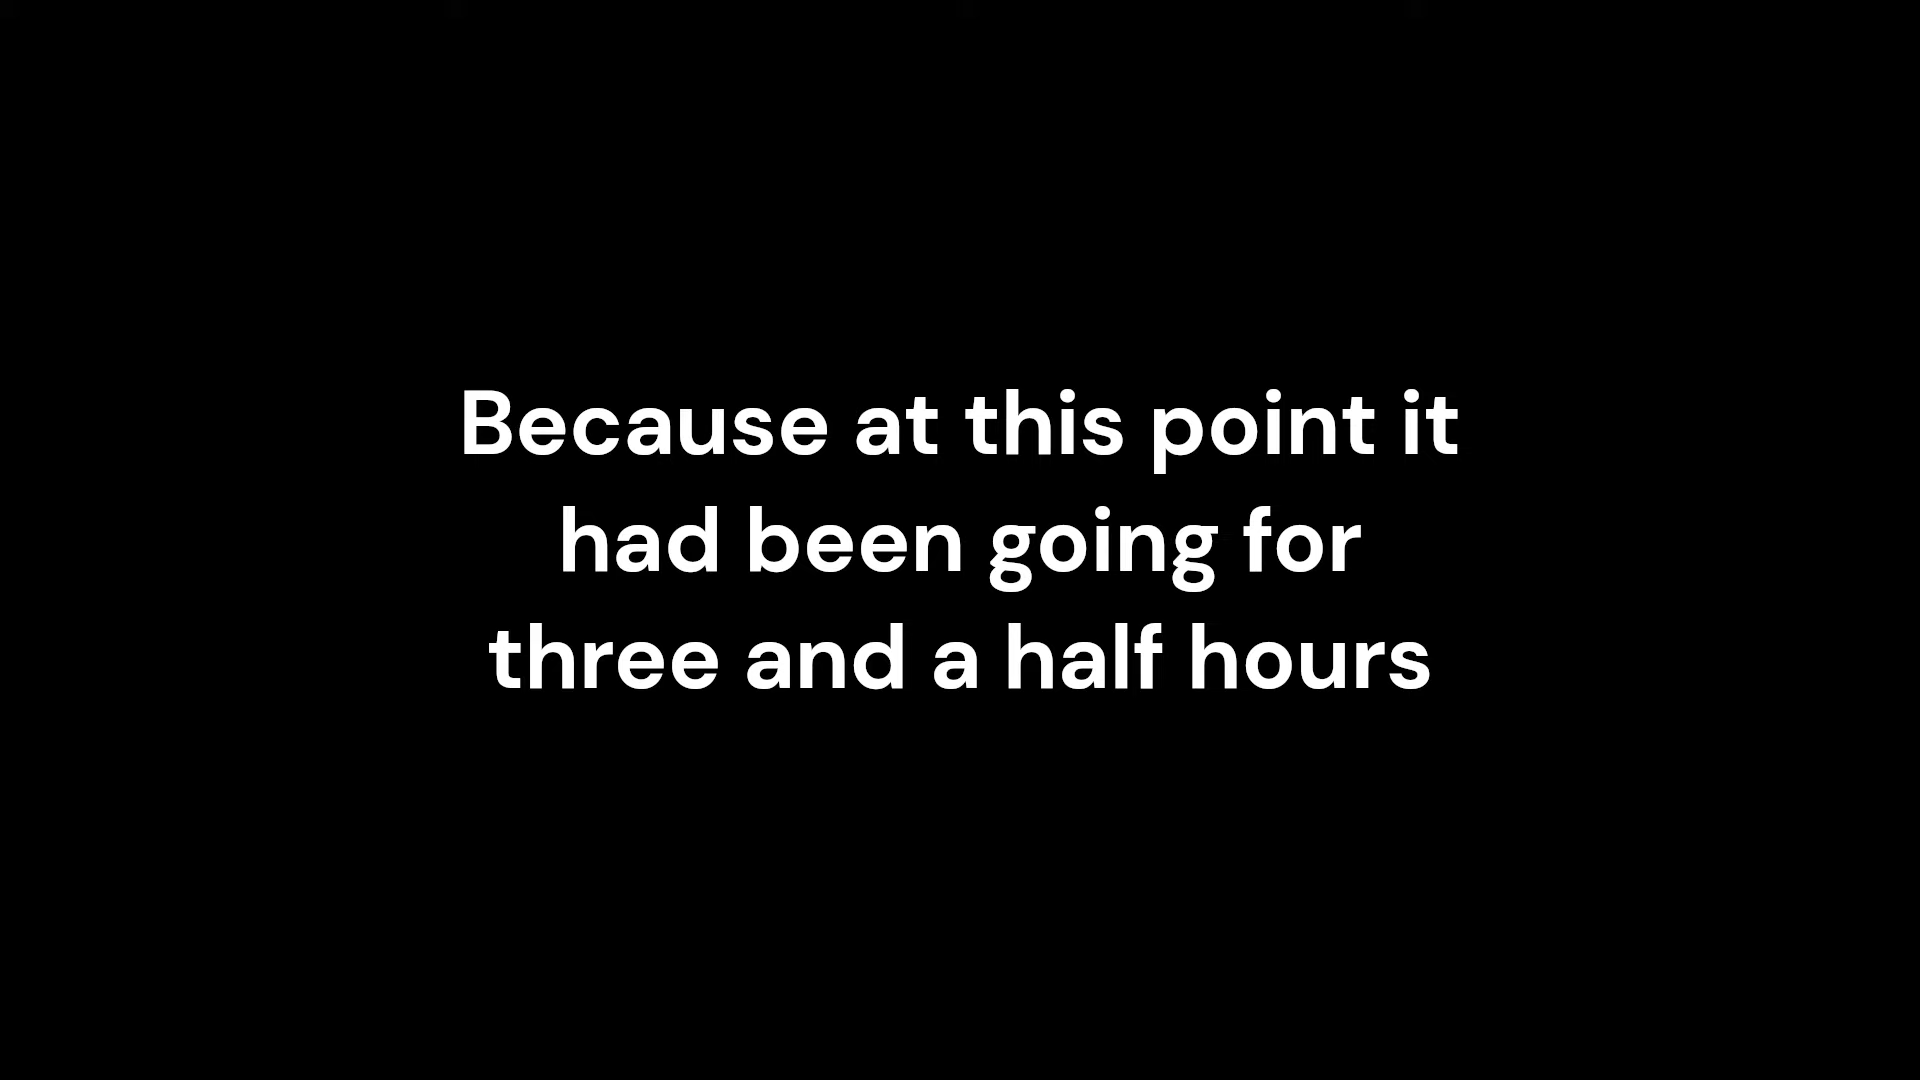 Because at this point it
had been going for
three and a half hours